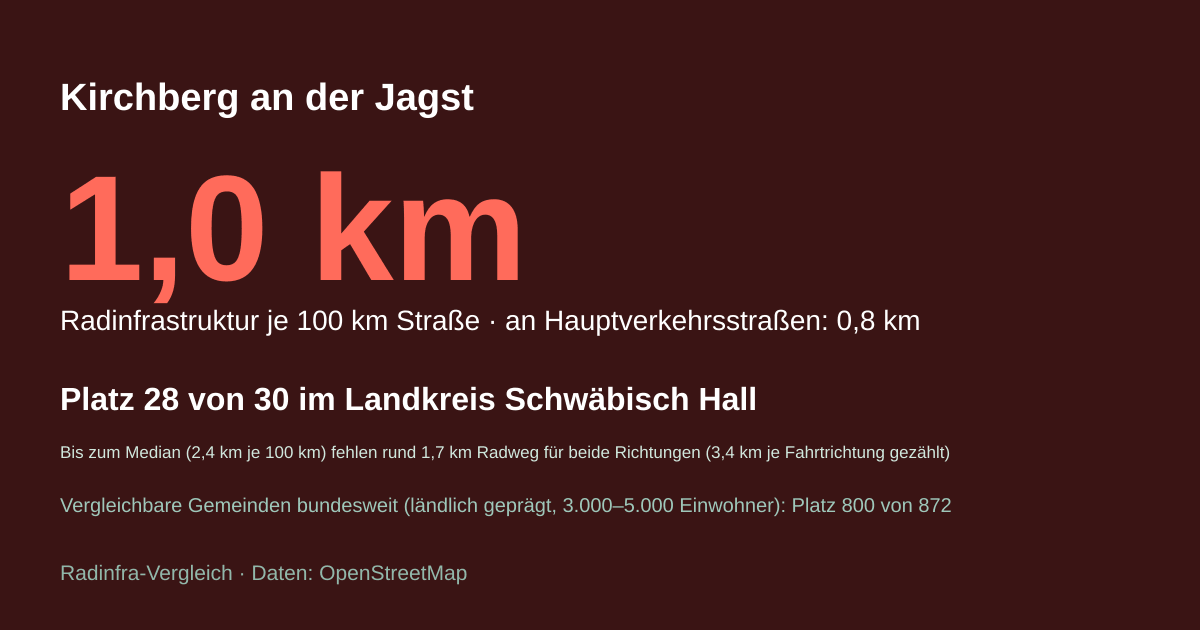 Kirchberg an der Jagst
1,0 km
Radinfrastruktur je 100 km Straße · an Hauptverkehrsstraßen: 0,8 km
Platz 28 von 30 im Landkreis Schwäbisch Hall
Bis zum Median (2,4 km je 100 km) fehlen rund 1,7 km Radweg für beide Richtungen (3,4 km je Fahrtrichtung gezählt)
Vergleichbare Gemeinden bundesweit (ländlich geprägt, 3.000–5.000 Einwohner): Platz 800 von 872
Radinfra-Vergleich · Daten: OpenStreetMap